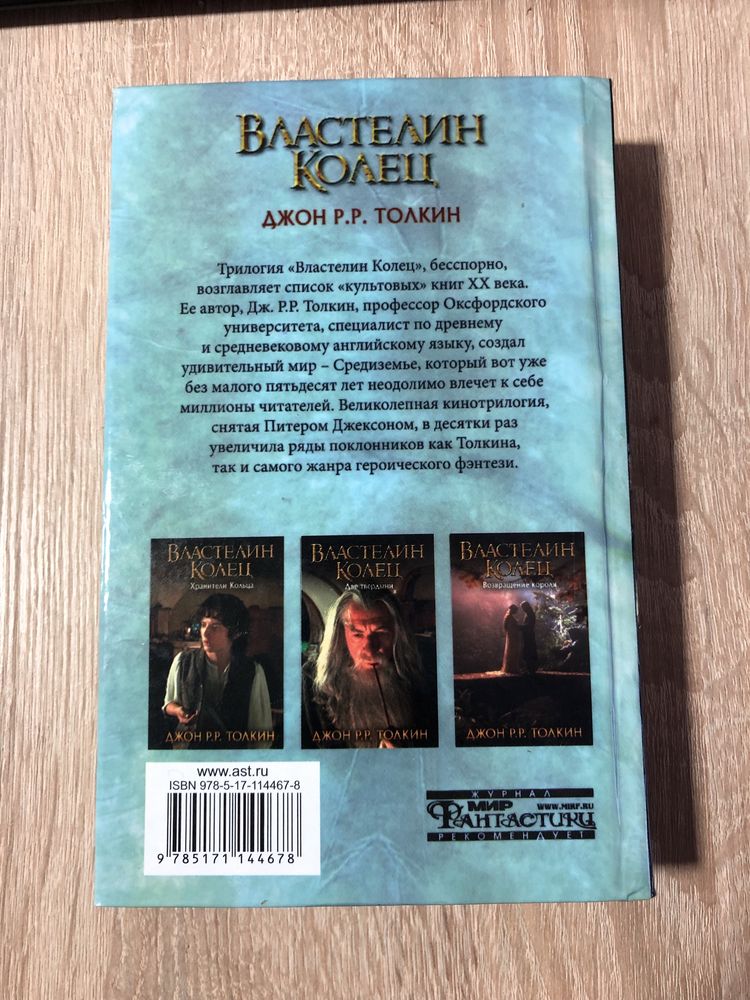 ВЛАСТЕЛИН
КОЛЕЦ
ДЖОН Р.Р. ТОЛКИН
Трилогия «Властелин Колец», бесспорно,
возглавляет список «культовых» книг XX века.
Ее автор, Дж. Р.Р. Толкин, профессор Оксфордского
университета, специалист по древнему
и средневековому английскому языку, создал
удивительный мир – Средиземье, который вот уже
без малого пятьдесят лет неодолимо влечет к себе
миллионы читателей. Великолепная кинотрилогия,
снятая Питером Джексоном, в десятки раз
увеличила ряды поклонников как Толкина,
так и самого жанра героического фэнтези.
ВЛАСТЕЛИН
КОЛЕЦ
Хранители Кольца
ДЖОН Р.Р. ТОЛКИН
ВЛАСТЕЛИН
КОЛЕЦ
Две твердыни
ДЖОН Р.Р. ТОЛКИН
ВЛАСТЕЛИН
КОЛЕЦ
Возвращение короля
ДЖОН Р.Р. ТОЛКИН
www.ast.ru
ISBN 978-5-17-114467-8
9 785171 144678
ЖУРНАЛ
МИР WWW.MIRF.RU
ФАНТАСТИКИ
РЕКОМЕНДУЕТ